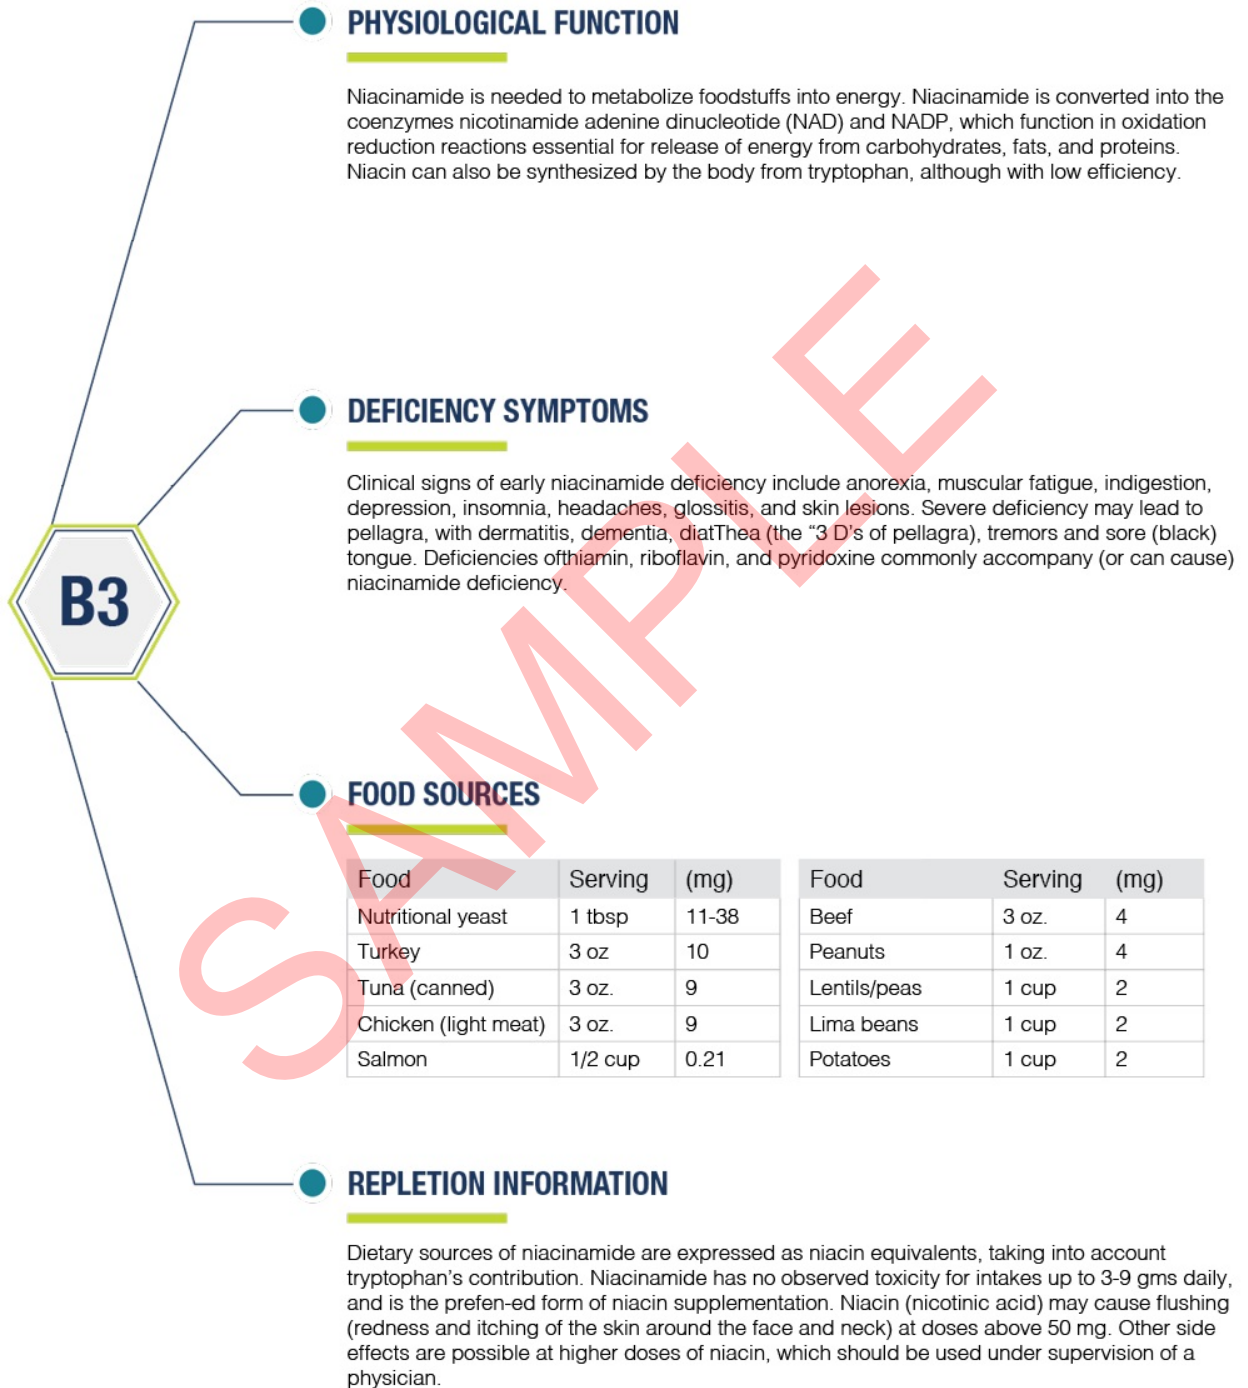 PHYSIOLOGICAL FUNCTION
Niacinamide is needed to metabolize foodstuffs into energy. Niacinamide is converted into the
coenzymes nicotinamide adenine dinucleotide (NAD) and NADP, which function in oxidation
reduction reactions essential for release of energy from carbohydrates, fats, and proteins.
Niacin can also be synthesized by the body from tryptophan, although with low efficiency.
DEFICIENCY SYMPTOMS
Clinical signs of early niacinamide deficiency include anorexia, muscular fatigue, indigestion,
depression, insomnia, headaches, glossitis, and skin lesions. Severe deficiency may lead to
pellagra, with dermatitis, dementia, diatThea (the “3 D’s of pellagra), tremors and sore (black)
tongue. Deficiencies ofthiamin, riboflavin, and pyridoxine commonly accompany (or can cause)
niacinamide deficiency.
B3
FOOD SOURCES
Food Serving (mg)
Nutritional yeast 1 tbsp 11-38
Turkey 3 oz 10
Tuna (canned) 3 oz. 9
Chicken (light meat) 3 oz. 9
Salmon 1/2 cup 0.21
Food Serving (mg)
Beef 3 oz. 4
Peanuts 1 oz. 4
Lentils/peas 1 cup 2
Lima beans 1 cup 2
Potatoes 1 cup 2
REPLETION INFORMATION
Dietary sources of niacinamide are expressed as niacin equivalents, taking into account
tryptophan’s contribution. Niacinamide has no observed toxicity for intakes up to 3-9 gms daily,
and is the prefen-ed form of niacin supplementation. Niacin (nicotinic acid) may cause flushing
(redness and itching of the skin around the face and neck) at doses above 50 mg. Other side
effects are possible at higher doses of niacin, which should be used under supervision of a
physician.
SAMPLE